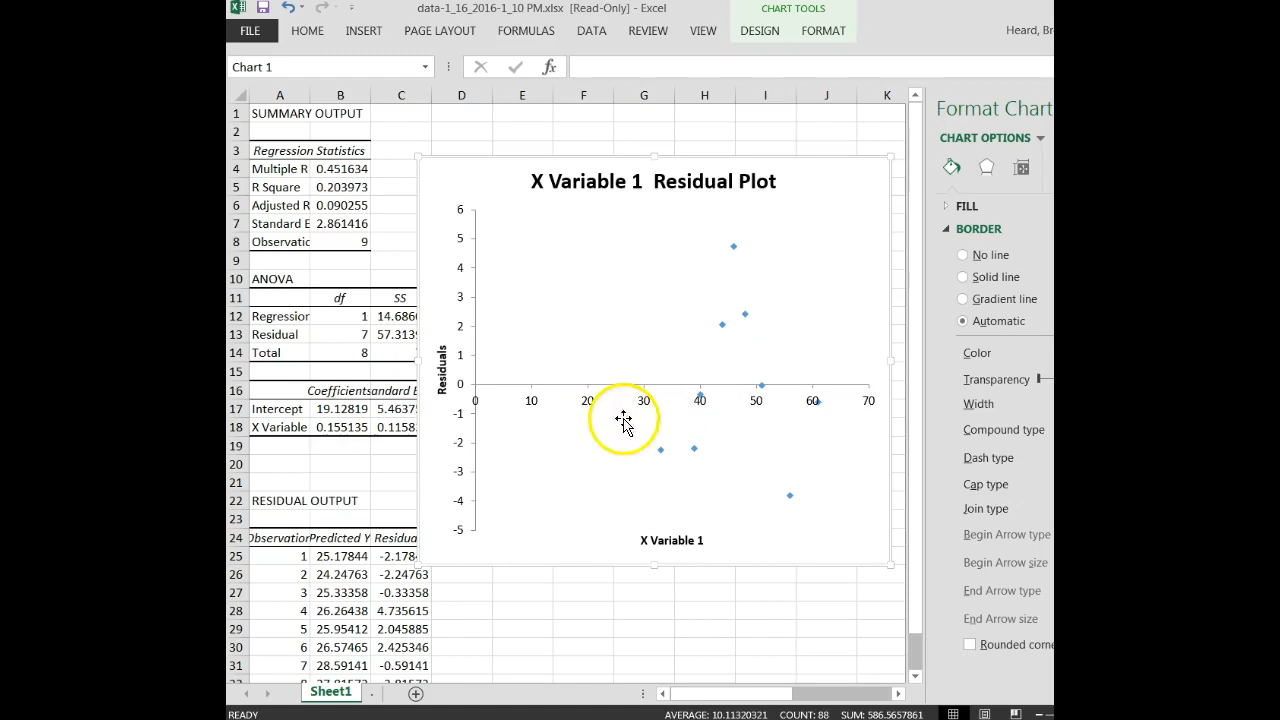 data-1_16_2016-1_10 PM.xlsx [Read-Only] - Excel
CHART TOOLS
FILE HOME INSERT PAGE LAYOUT FORMULAS DATA REVIEW VIEW DESIGN FORMAT Heard, Br
Chart 1 fx
A B C D E F G H I J K
1 SUMMARY OUTPUT
2
3 Regression Statistics
4 Multiple R 0.451634
5 R Square 0.203973
6 Adjusted R 0.090255
7 Standard E 2.861416
8 Observatic 9
9
10 ANOVA
11 df SS
12 Regression 1 14.6860
13 Residual 7 57.3139
14 Total 8
15
16 Coefficientsandard E
17 Intercept 19.12819 5.4637
18 X Variable 0.155135 0.1158
19
20
21
22 RESIDUAL OUTPUT
23
24 Observation Predicted Y Residua
25 1 25.17844 -2.1784
26 2 24.24763 -2.24763
27 3 25.33358 -0.33358
28 4 26.26438 4.735615
29 5 25.95412 2.045885
30 6 26.57465 2.425346
31 7 28.59141 -0.59141
X Variable 1 Residual Plot
6
5
4
3
2
1
0
-1
-2
-3
-4
-5
0 10 20 30 40 50 60 70
Residuals
X Variable 1
Format Chart
CHART OPTIONS
FILL
BORDER
No line
Solid line
Gradient line
Automatic
Color
Transparency
Width
Compound type
Dash type
Cap type
Join type
Begin Arrow type
Begin Arrow size
End Arrow type
End Arrow size
Rounded corne
Sheet1
READY AVERAGE: 10.11320321 COUNT: 88 SUM: 586.5657861